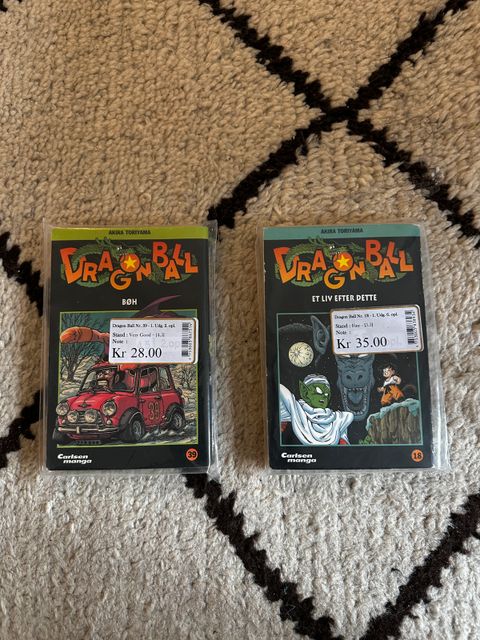 AKIRA TORIYAMA
DRAGON BALL
BØH
Dragon Ball Nr. 39 - 1. Udg. 2. opl.
Stand : Very Good
Note :
Kr 28.00
Carlsen
manga
39
AKIRA TORIYAMA
DRAGON BALL
ET LIV EFTER DETTE
Dragon Ball Nr. 18 - 1. Udg. 6. opl.
Stand : Fine
Note :
Kr 35.00
Carlsen
manga
18